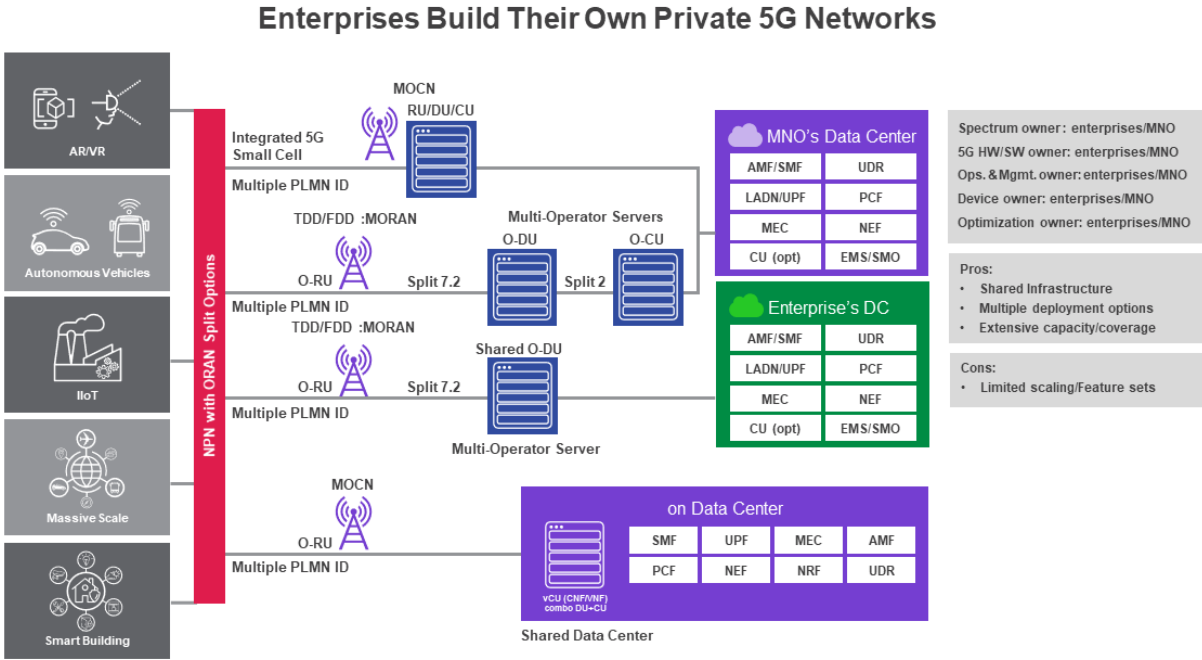 Enterprises Build Their Own Private 5G Networks
AR/VR
Autonomous Vehicles
IIoT
Massive Scale
Smart Building
NPN with ORAN Split Options
MOCN
RU/DU/CU
Integrated 5G
Small Cell
Multiple PLMN ID
TDD/FDD :MORAN
O-RU
Split 7.2
Multi-Operator Servers
O-DU
Split 2
O-CU
Multiple PLMN ID
TDD/FDD :MORAN
O-RU
Split 7.2
Shared O-DU
Multiple PLMN ID
Multi-Operator Server
MOCN
O-RU
Multiple PLMN ID
MNO's Data Center
AMF/SMF UDR
LADN/UPF PCF
MEC NEF
CU (opt) EMS/SMO
Enterprise's DC
AMF/SMF UDR
LADN/UPF PCF
MEC NEF
CU (opt) EMS/SMO
on Data Center
SMF UPF MEC AMF
PCF NEF NRF UDR
vCU (CNF/VNF)
combo DU+CU
Shared Data Center
Spectrum owner: enterprises/MNO
5G HW/SW owner: enterprises/MNO
Ops. & Mgmt. owner: enterprises/MNO
Device owner: enterprises/MNO
Optimization owner: enterprises/MNO
Pros:
• Shared Infrastructure
• Multiple deployment options
• Extensive capacity/coverage
Cons:
• Limited scaling/Feature sets